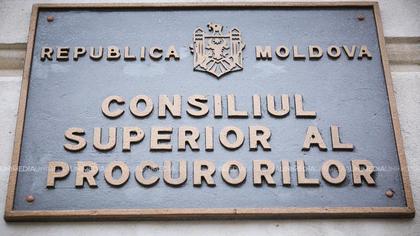 REPUBLICA MOLDOVA
CONSILIUL
SUPERIOR AL
PROCURORILOR